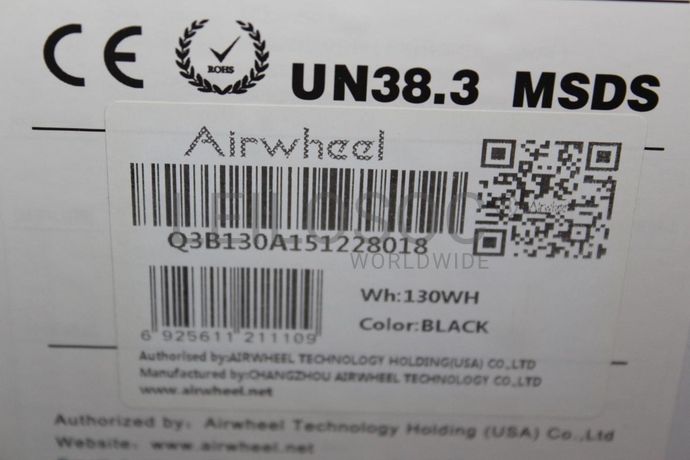 CE ROHS UN38.3 MSDS
Airwheel
Airwheel
Q3B130A151228018
WORLDWIDE
Wh:130WH
Color:BLACK
6 925611 211109
Authorised by:AIRWHEEL TECHNOLOGY HOLDING(USA) CO.,LTD
Manufactured by:CHANGZHOU AIRWHEEL TECHNOLOGY CO.,LTD
www.airwheel.net
Authorized by: Airwheel Technology Holding (USA) Co.,Ltd
Website: www.airwheel.net